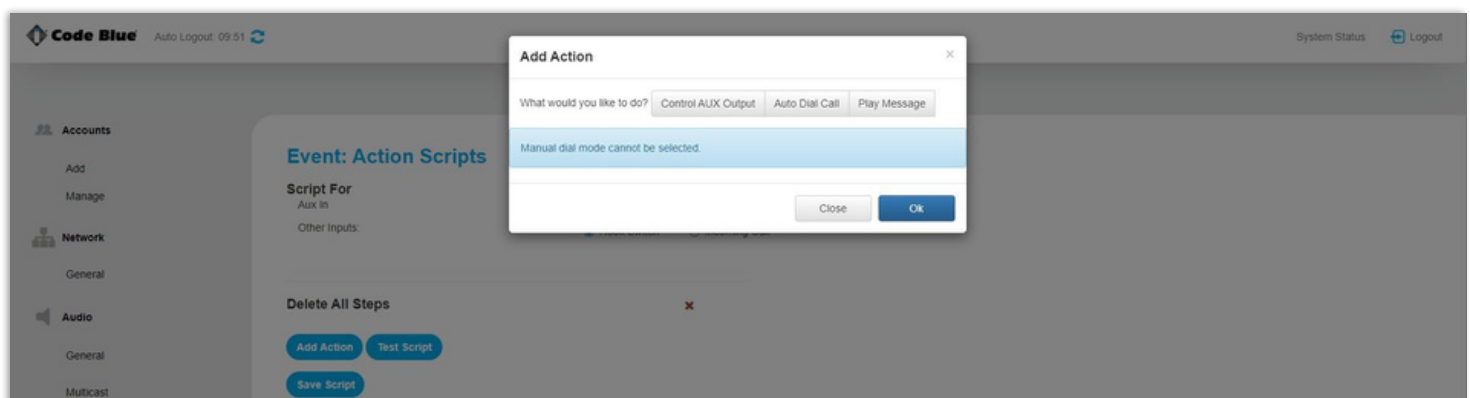 Code Blue Auto Logout: 09:51 System Status Logout
Add Action ×
What would you like to do? Control AUX Output Auto Dial Call Play Message
Manual dial mode cannot be selected.
Close Ok
Accounts
Add
Manage
Network
General
Audio
General
Multicast
Event: Action Scripts
Script For
Aux In
Other Inputs:
Delete All Steps
Add Action Test Script
Save Script